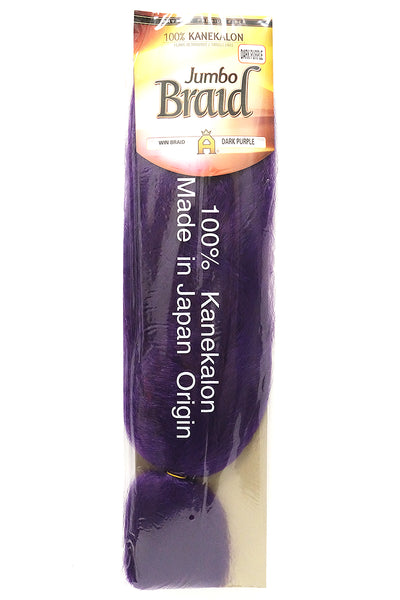 100% KANEKALON
DARK PURPLE
Jumbo
Braid
WIN BRAID
A
DARK PURPLE
100% Kanekalon
Made in Japan Origin